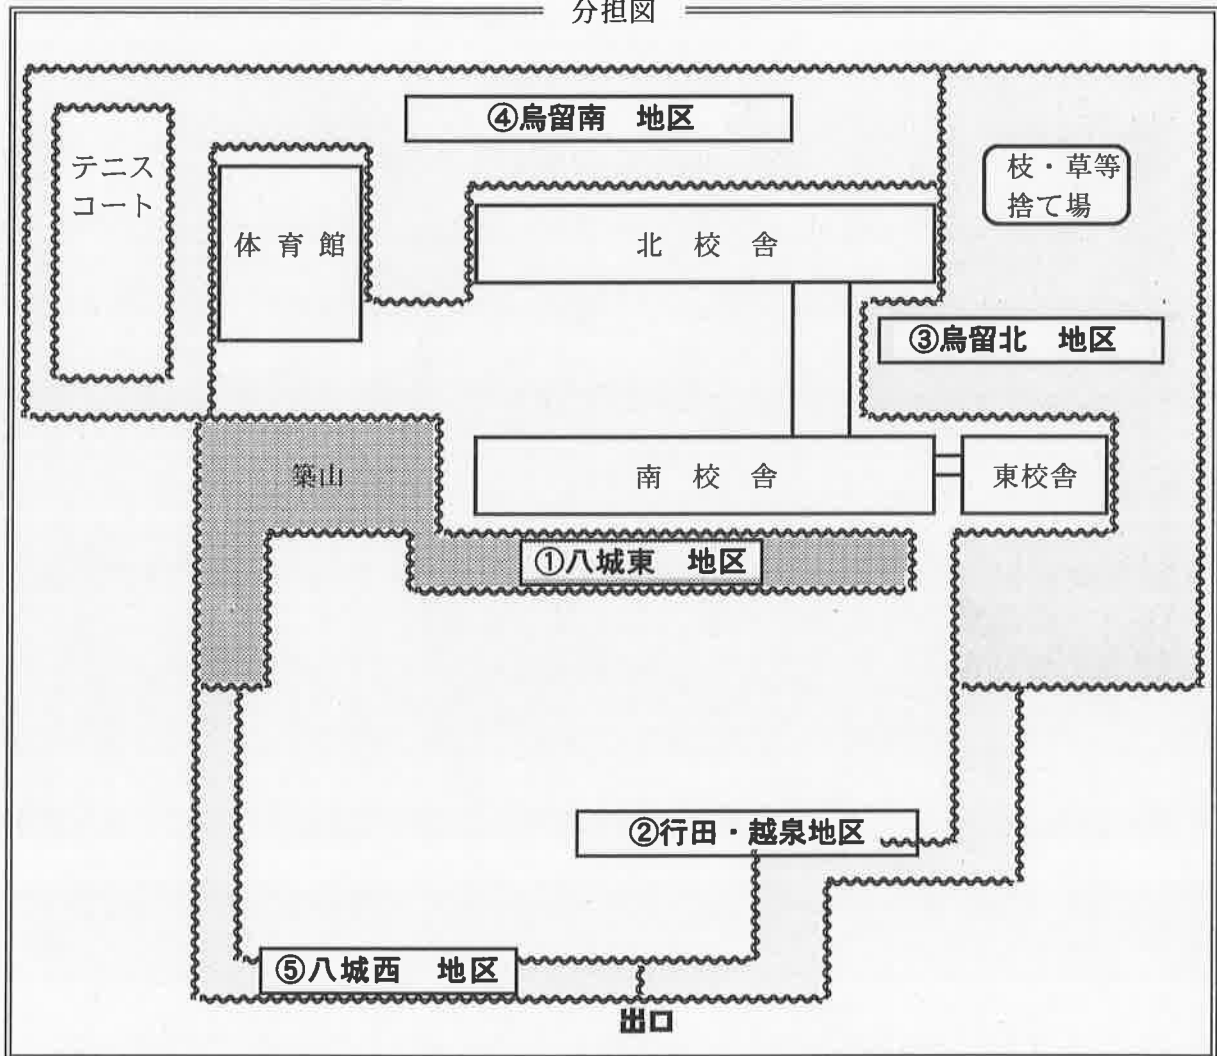 分担図
④烏留南 地区
テニス
コート
枝・草等
捨て場
体 育 館
北 校 舎
③烏留北 地区
築山
南 校 舎
東校舎
①八城東 地区
②行田・越泉地区
⑤八城西 地区
出口